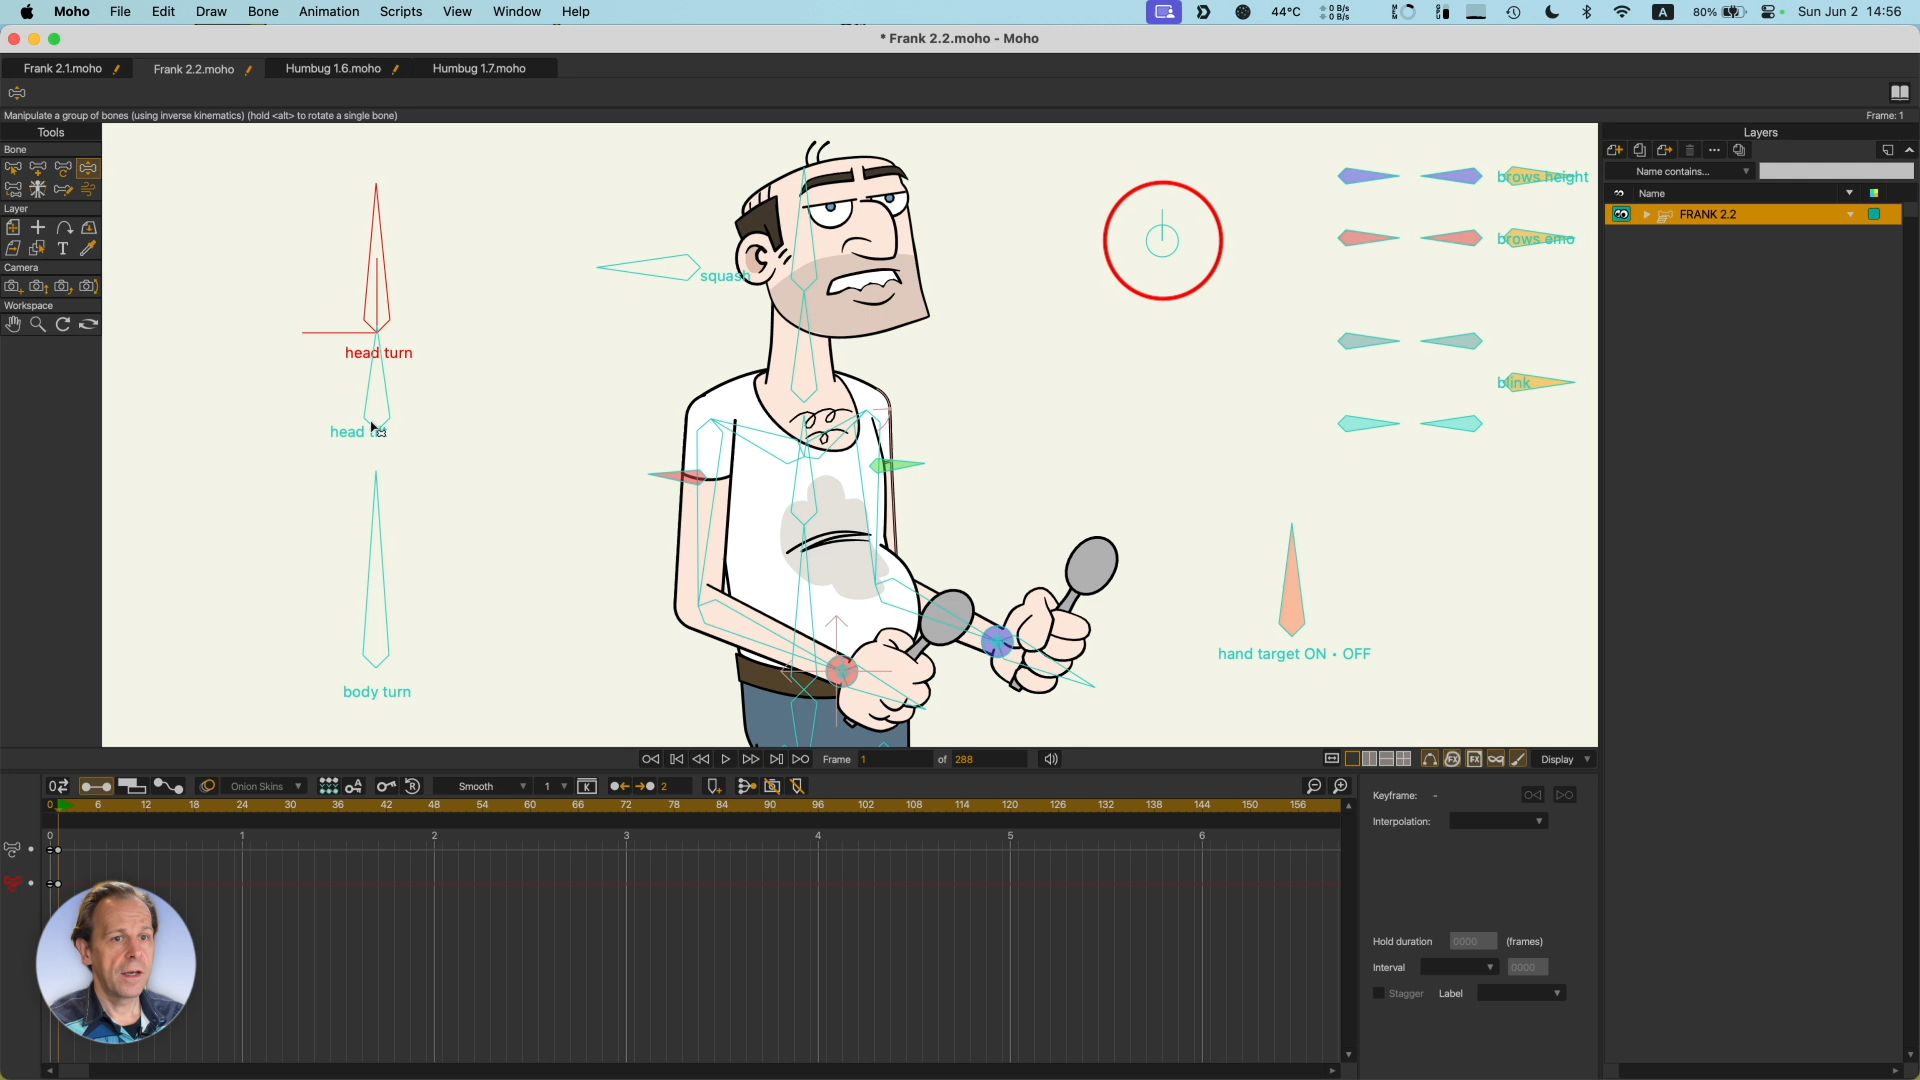 Moho File Edit Draw Bone Animation Scripts View Window Help
44°C 0 B/s 0 B/s A 80% Sun Jun 2 14:56
* Frank 2.2.moho - Moho
Frank 2.1.moho Frank 2.2.moho Humbug 1.6.moho Humbug 1.7.moho
Manipulate a group of bones (using inverse kinematics) (hold <alt> to rotate a single bone) Frame: 1
Tools
Bone
Layer
Camera
Workspace
squash
head turn
head
body turn
brows height
brows emo
blink
hand target ON • OFF
Layers
Name contains...
Name
FRANK 2.2
Frame 1 of 288 Display
Onion Skins Smooth 1 K 2
0 6 12 18 24 30 36 42 48 54 60 66 72 78 84 90 96 102 108 114 120 126 132 138 144 150 156
0 1 2 3 4 5 6
Keyframe: -
Interpolation:
Hold duration 0000 (frames)
Interval 0000
Stagger Label